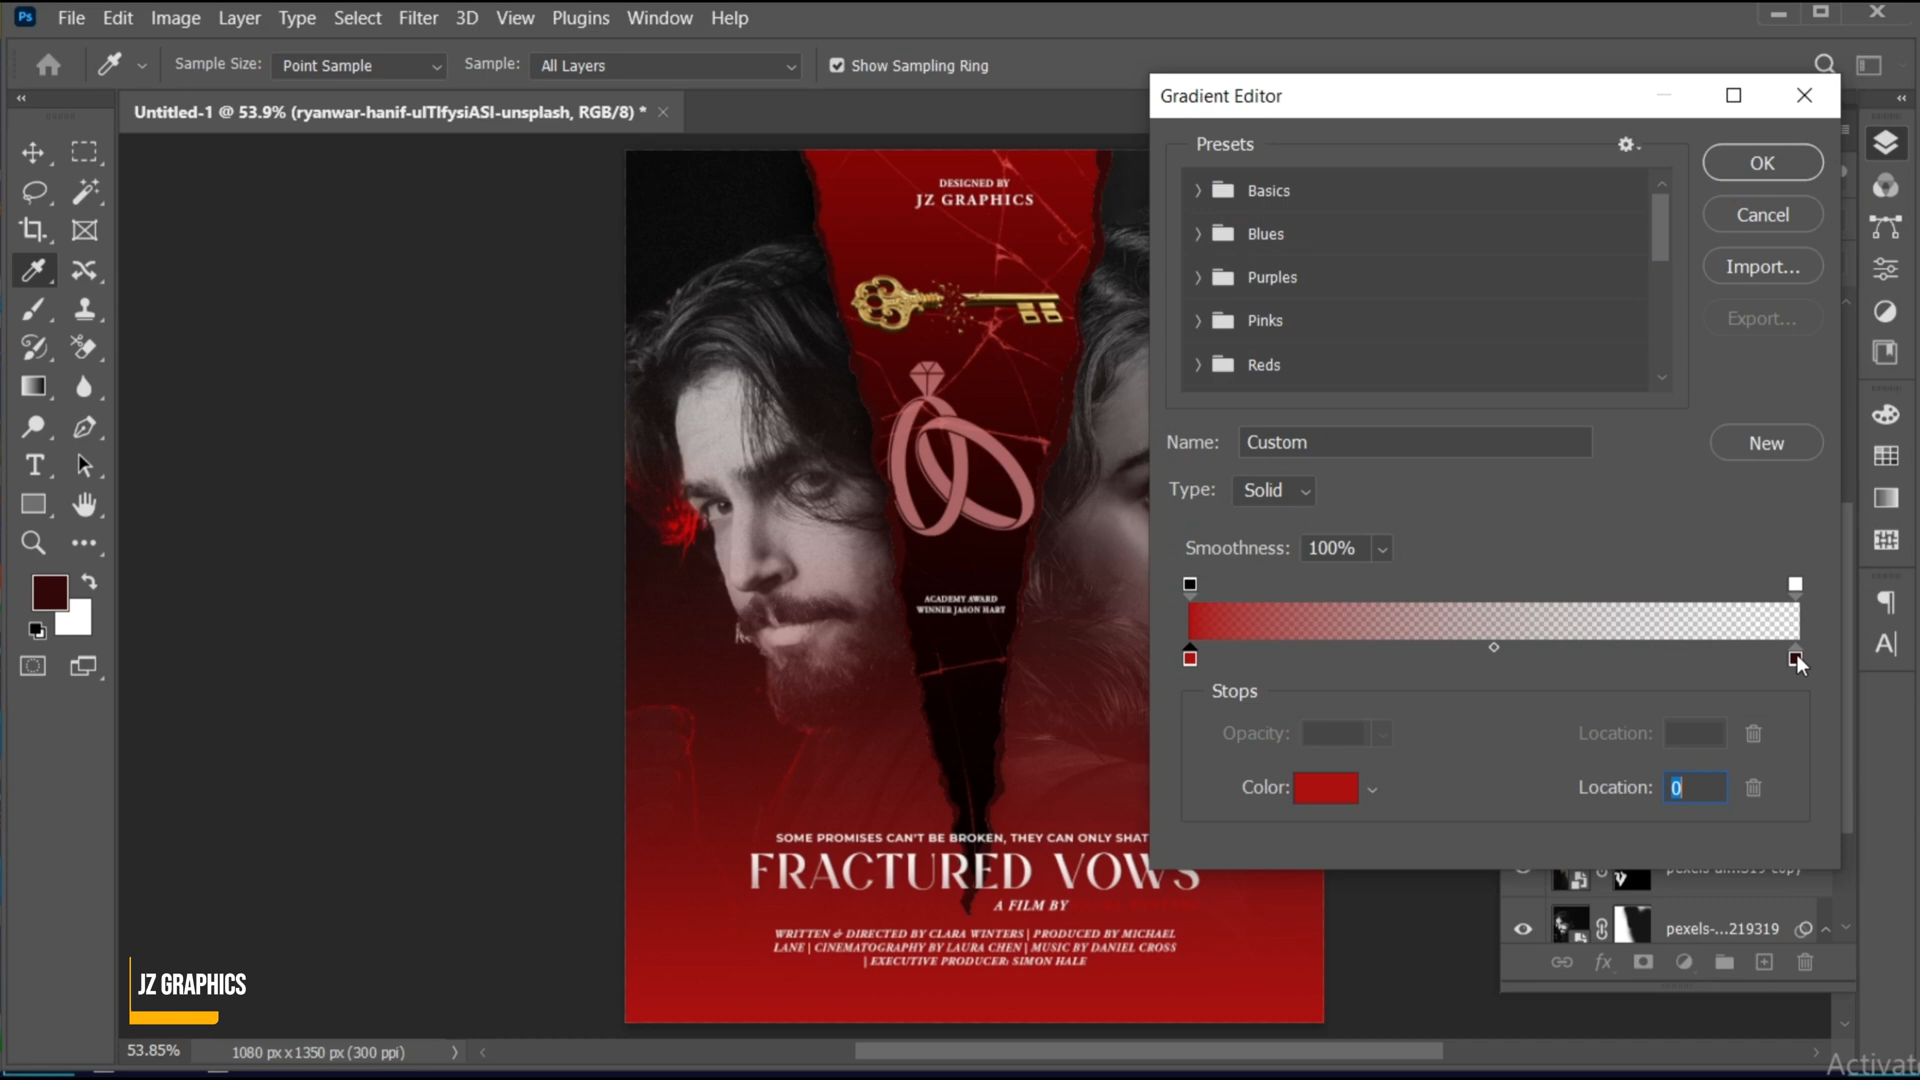 Ps File Edit Image Layer Type Select Filter 3D View Plugins Window Help
Sample Size: Point Sample Sample: All Layers Show Sampling Ring
Untitled-1 @ 53.9% (ryanwar-hanif-uITIfysiASI-unsplash, RGB/8) *
Gradient Editor
Presets
Basics
Blues
Purples
Pinks
Reds
OK
Cancel
Import...
Export...
Name: Custom
New
Type: Solid
Smoothness: 100%
Stops
Opacity: Location:
Color: Location: 0
DESIGNED BY
JZ GRAPHICS
ACADEMY AWARD
WINNER JASON HART
SOME PROMISES CAN'T BE BROKEN, THEY CAN ONLY SHAT
FRACTURED VOWS
A FILM BY
WRITTEN & DIRECTED BY CLARA WINTERS | PRODUCED BY MICHAEL
LANE | CINEMATOGRAPHY BY LAURA CHEN | MUSIC BY DANIEL CROSS
| EXECUTIVE PRODUCER: SIMON HALE
pexels-...219319
fx
JZ GRAPHICS
53.85% 1080 px x 1350 px (300 ppi)
Activat